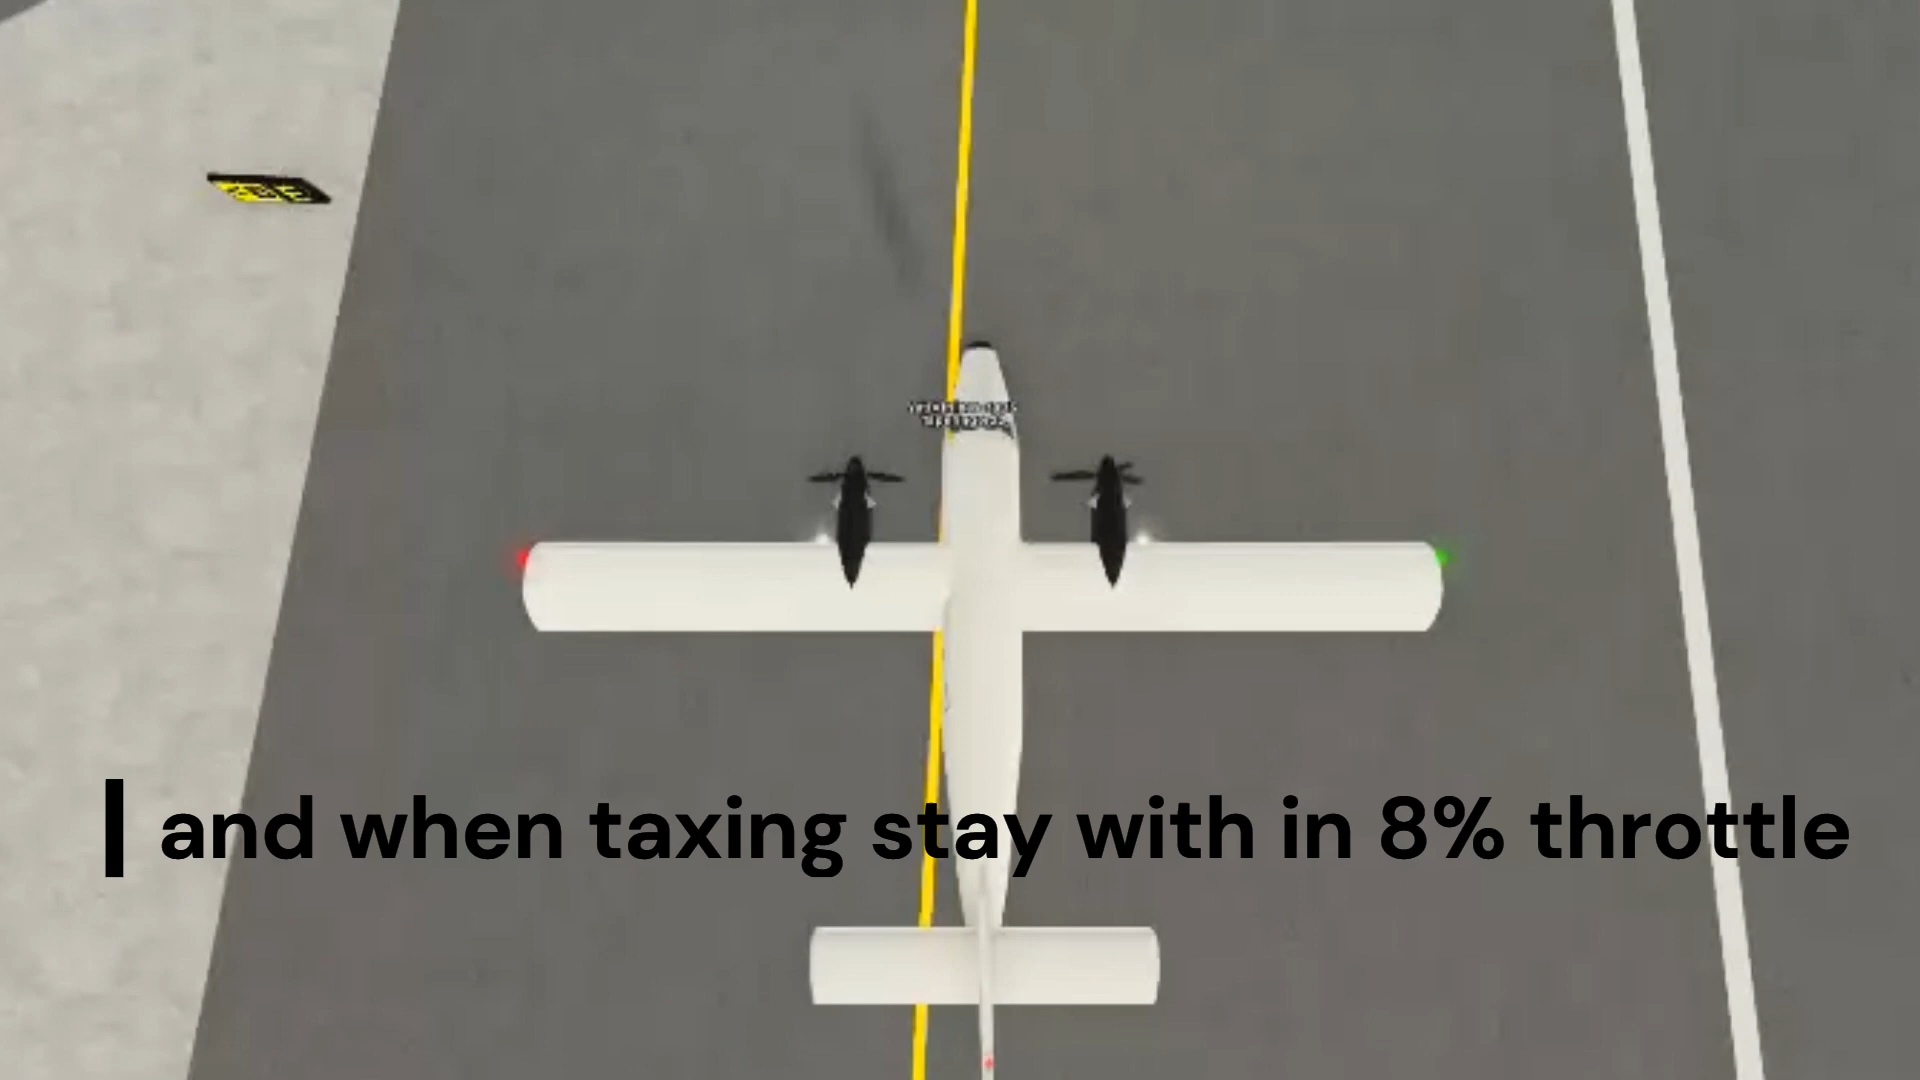 and when taxing stay with in 8% throttle